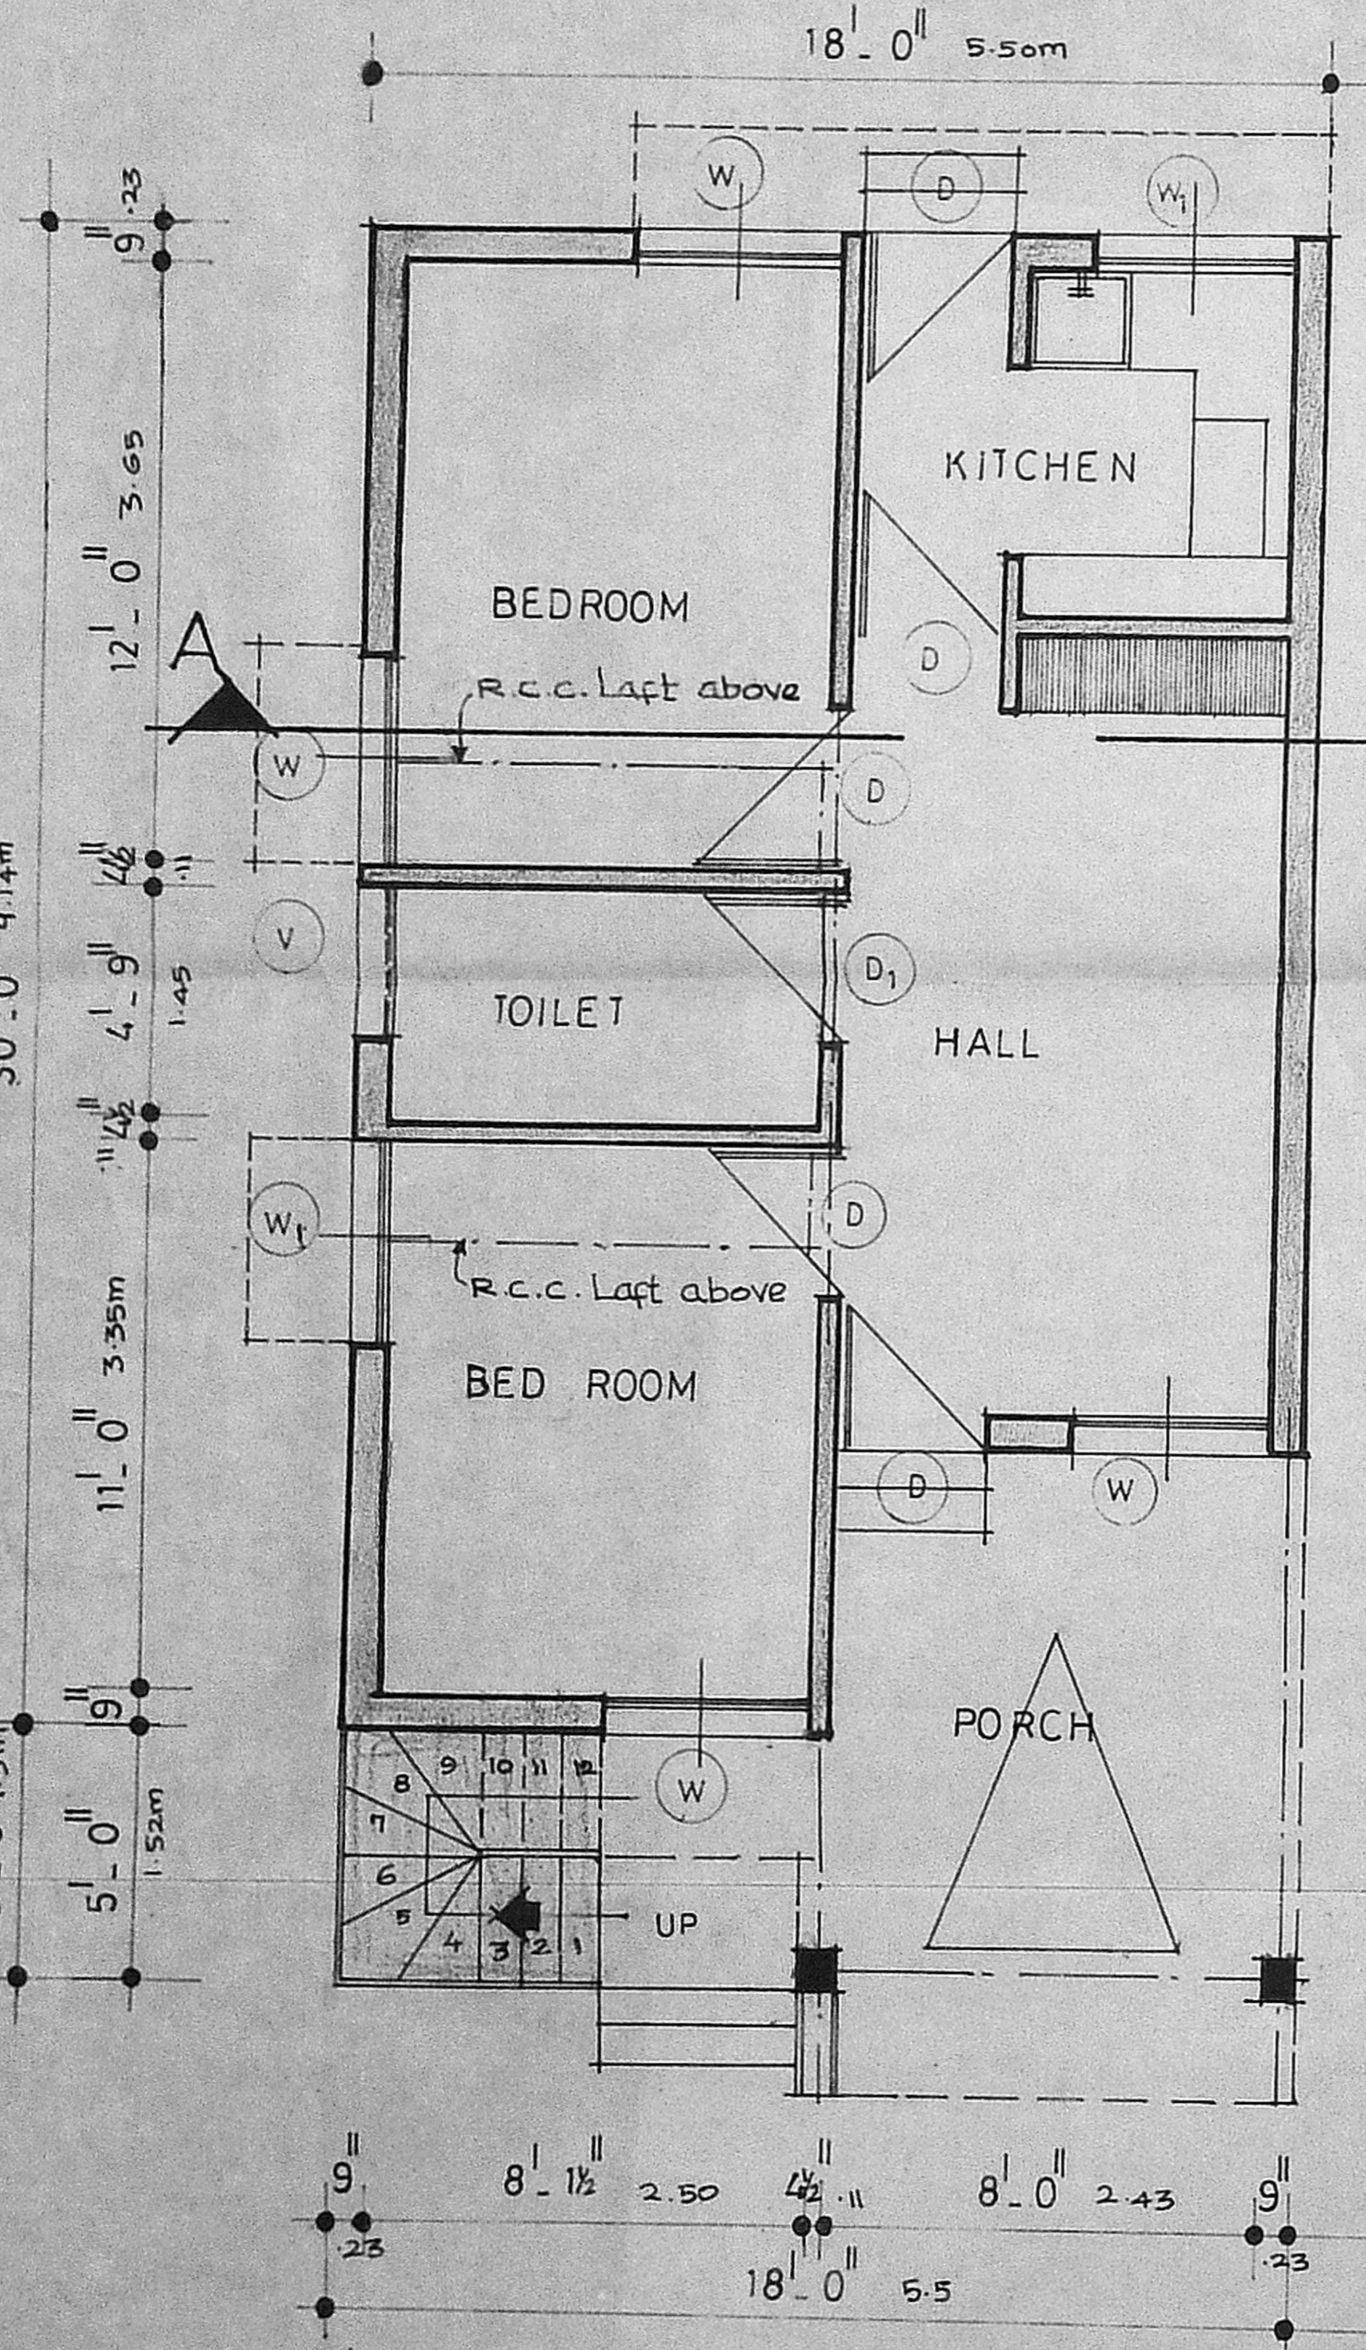 18'-0" 5.50m
W
D
W1
9" .23
12'-0" 3.65
KITCHEN
BEDROOM
A
D
R.C.C. Laft above
W
D
4½" .11
V
4'-9" 1.45
D1
TOILET
HALL
4½" .11
W1
D
R.C.C. Laft above
11'-0" 3.35m
BED ROOM
D
W
9"
PORCH
9 10 11 12
8
W
7
6
5'-0" 1.52m
5
4 3 2 1
UP
9" 8'-1½" 2.50 4½" .11 8'-0" 2.43 9"
.23 .23
18'-0" 5.5